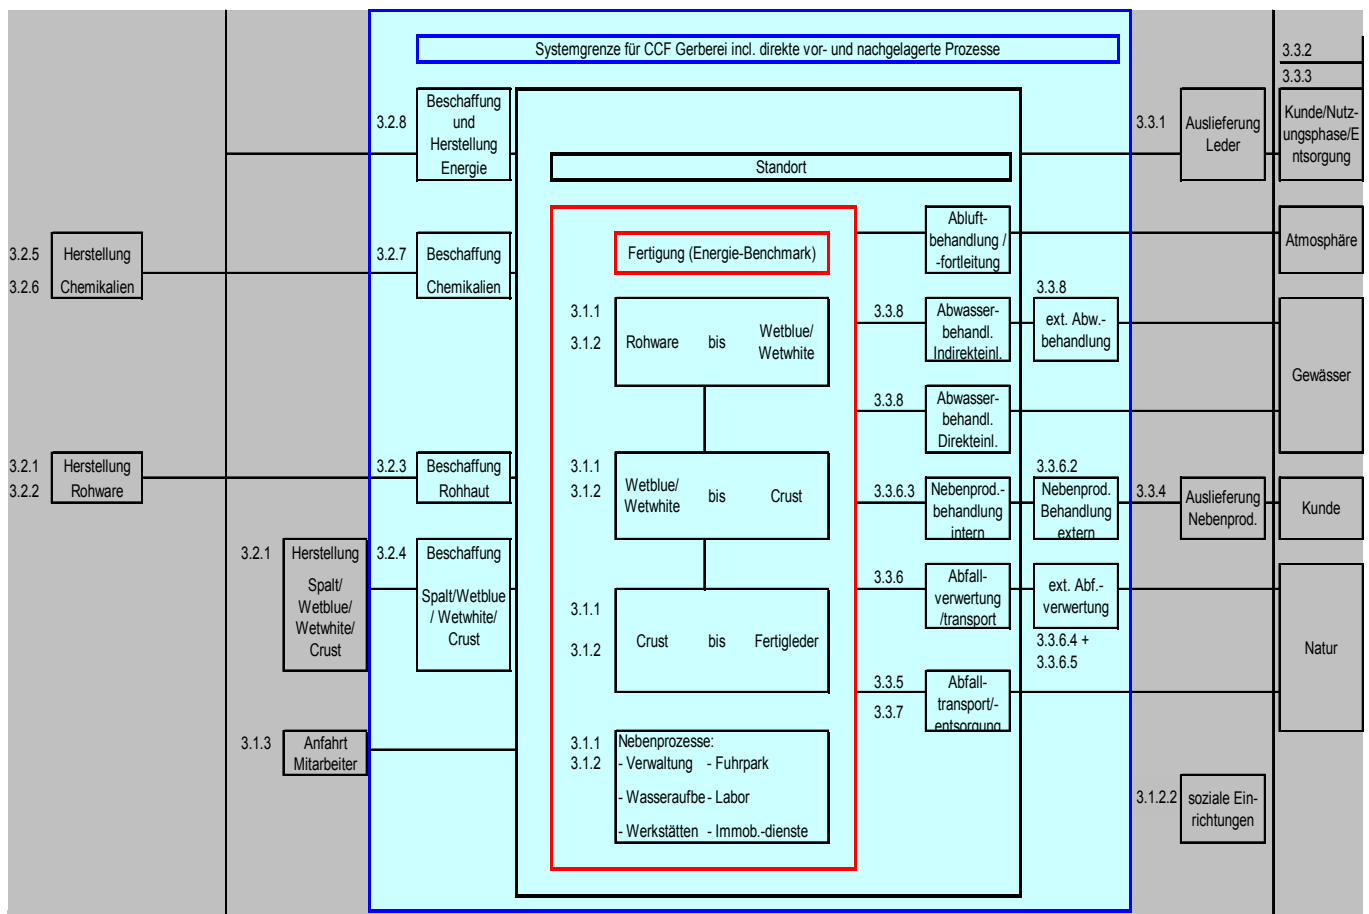 Systemgrenze für CCF Gerberei incl. direkte vor- und nachgelagerte Prozesse
3.3.2
3.3.3
3.2.8
Beschaffung
und
Herstellung
Energie
3.3.1
Auslieferung
Leder
Kunde/Nutz-
ungsphase/E
ntsorgung
Standort
3.2.5
3.2.6
Herstellung
Chemikalien
3.2.7
Beschaffung
Chemikalien
Fertigung (Energie-Benchmark)
Abluft-
behandlung /
-fortleitung
Atmosphäre
3.1.1
3.1.2
Rohware bis Wetblue/
Wetwhite
3.3.8
Abwasser-
behandl.
Indirekteinl.
3.3.8
ext. Abw.-
behandlung
Gewässer
3.3.8
Abwasser-
behandl.
Direkteinl.
3.2.1
3.2.2
Herstellung
Rohware
3.2.3
Beschaffung
Rohhaut
3.1.1
3.1.2
Wetblue/
Wetwhite bis Crust
3.3.6.3
Nebenprod.-
behandlung
intern
3.3.6.2
Nebenprod.
Behandlung
extern
3.3.4
Auslieferung
Nebenprod.
Kunde
3.2.1
Herstellung
Spalt/
Wetblue/
Wetwhite/
Crust
3.2.4
Beschaffung
Spalt/Wetblue
/ Wetwhite/
Crust
3.1.1
3.1.2
Crust bis Fertigleder
3.3.6
Abfall-
verwertung
/transport
ext. Abf.-
verwertung
3.3.6.4 +
3.3.6.5
Natur
3.3.5
3.3.7
Abfall-
transport/-
entsorgung
3.1.3
Anfahrt
Mitarbeiter
3.1.1
3.1.2
Nebenprozesse:
- Verwaltung - Fuhrpark
- Wasseraufbe - Labor
- Werkstätten - Immob.-dienste
3.1.2.2
soziale Ein-
richtungen